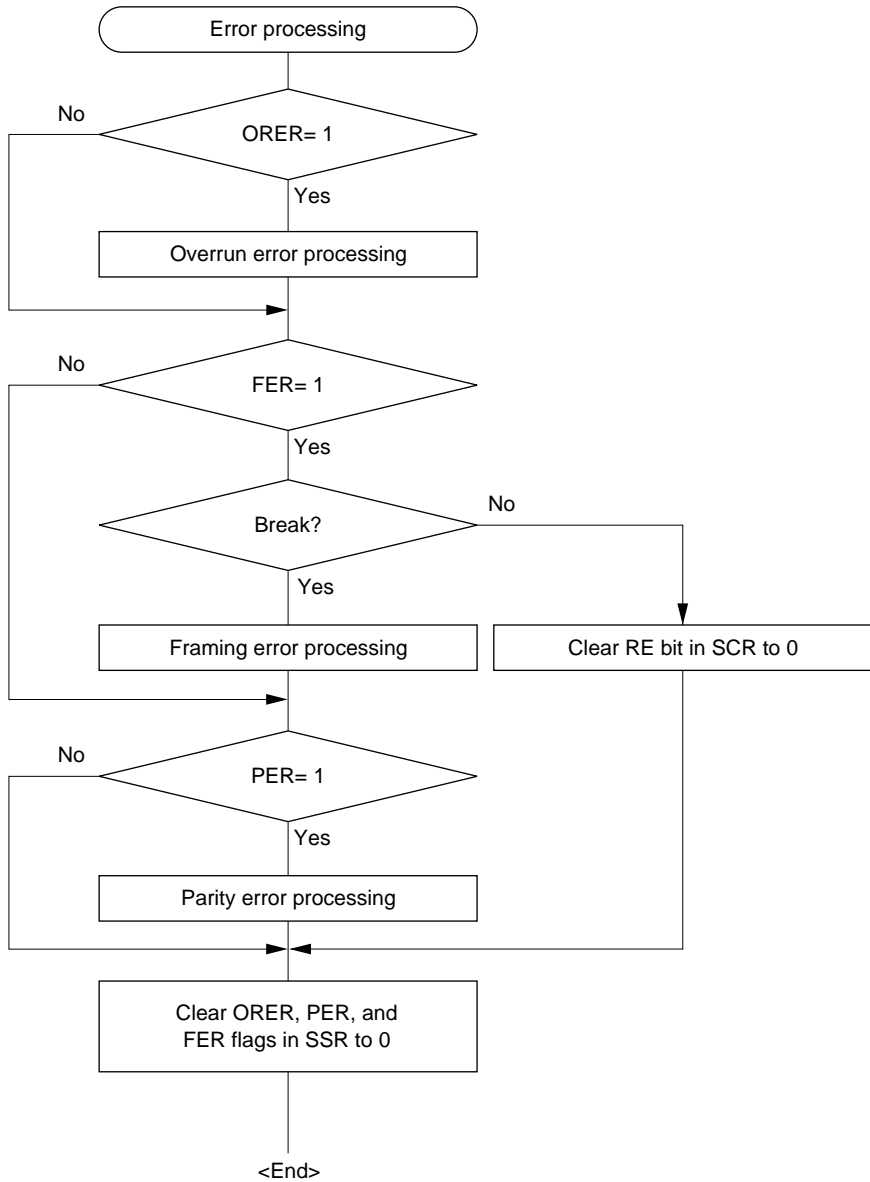 Error processing
No
ORER= 1
Yes
Overrun error processing
No
FER= 1
Yes
Break?
No
Yes
Framing error processing
Clear RE bit in SCR to 0
No
PER= 1
Yes
Parity error processing
Clear ORER, PER, and
FER flags in SSR to 0
<End>